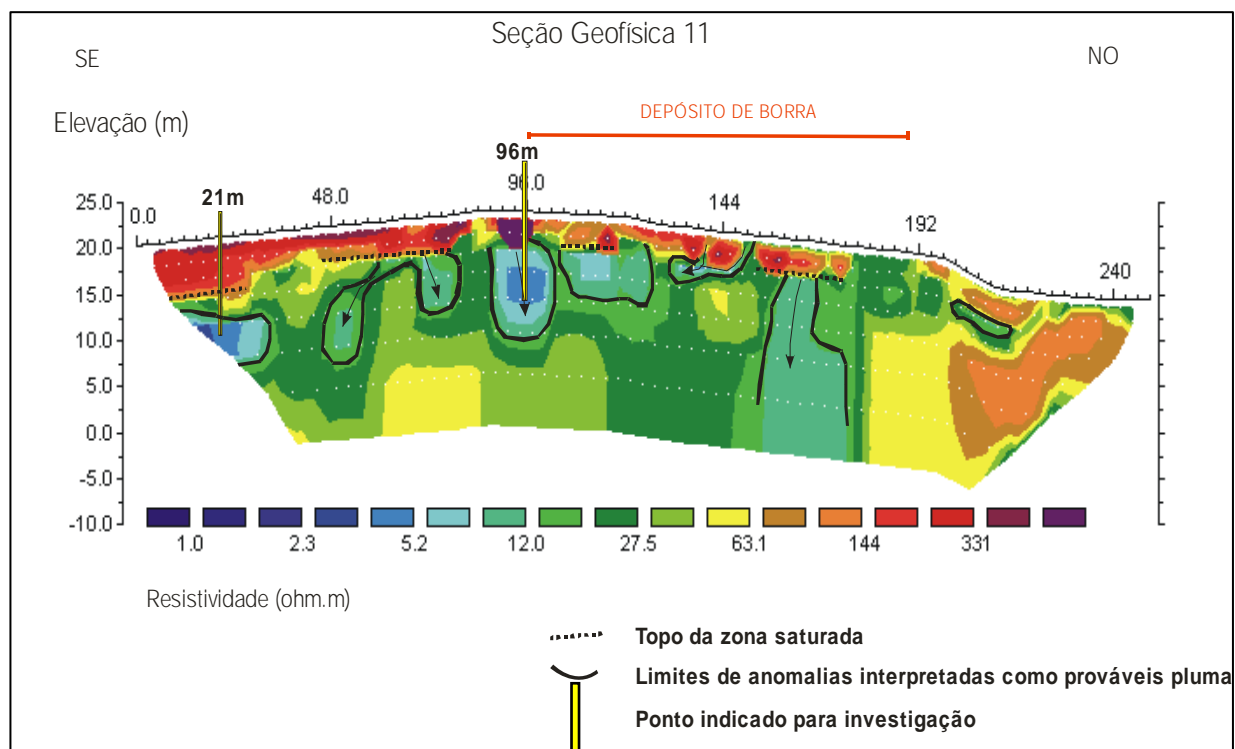 Seção Geofísica 11
SE
NO
DEPÓSITO DE BORRA
Elevação (m)
96m
21m
48.0
96.0
144
192
240
0.0
25.0
20.0
15.0
10.0
5.0
0.0
-5.0
-10.0
1.0 2.3 5.2 12.0 27.5 63.1 144 331
Resistividade (ohm.m)
Topo da zona saturada
Limites de anomalias interpretadas como prováveis pluma
Ponto indicado para investigação